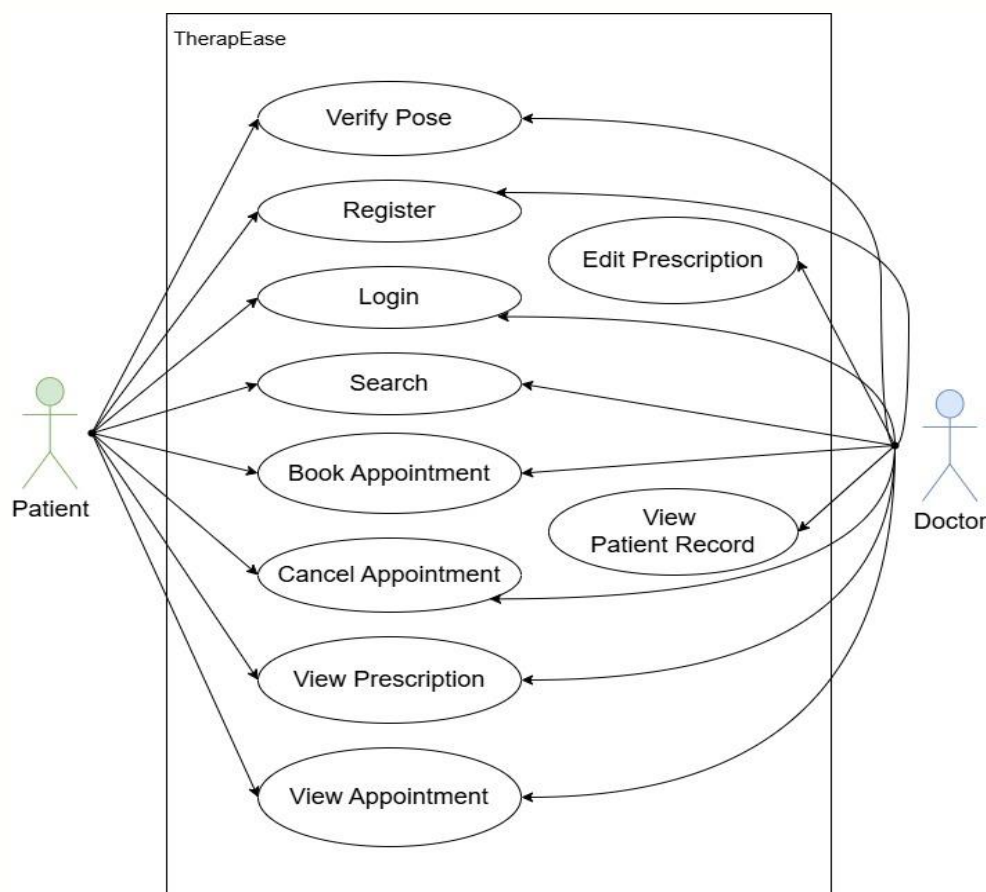 TherapEase
Verify Pose
Register
Edit Prescription
Login
Search
Book Appointment
View
Patient Record
Patient
Doctor
Cancel Appointment
View Prescription
View Appointment